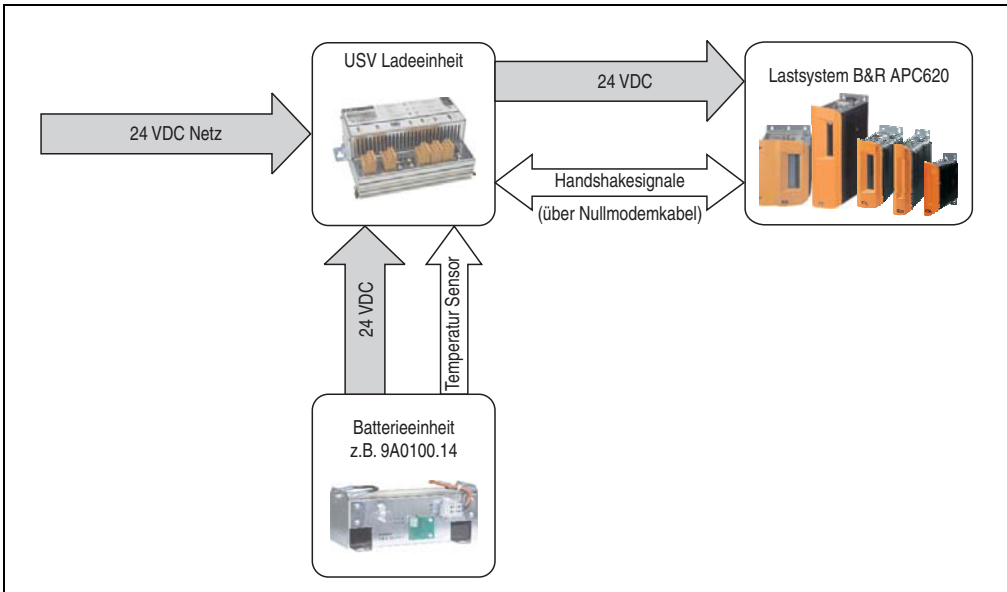 USV Ladeeinheit
24 VDC
Lastsystem B&R APC620
24 VDC Netz
Handshakesignale
(über Nullmodemkabel)
24 VDC
Temperatur Sensor
Batterieeinheit
z.B. 9A0100.14